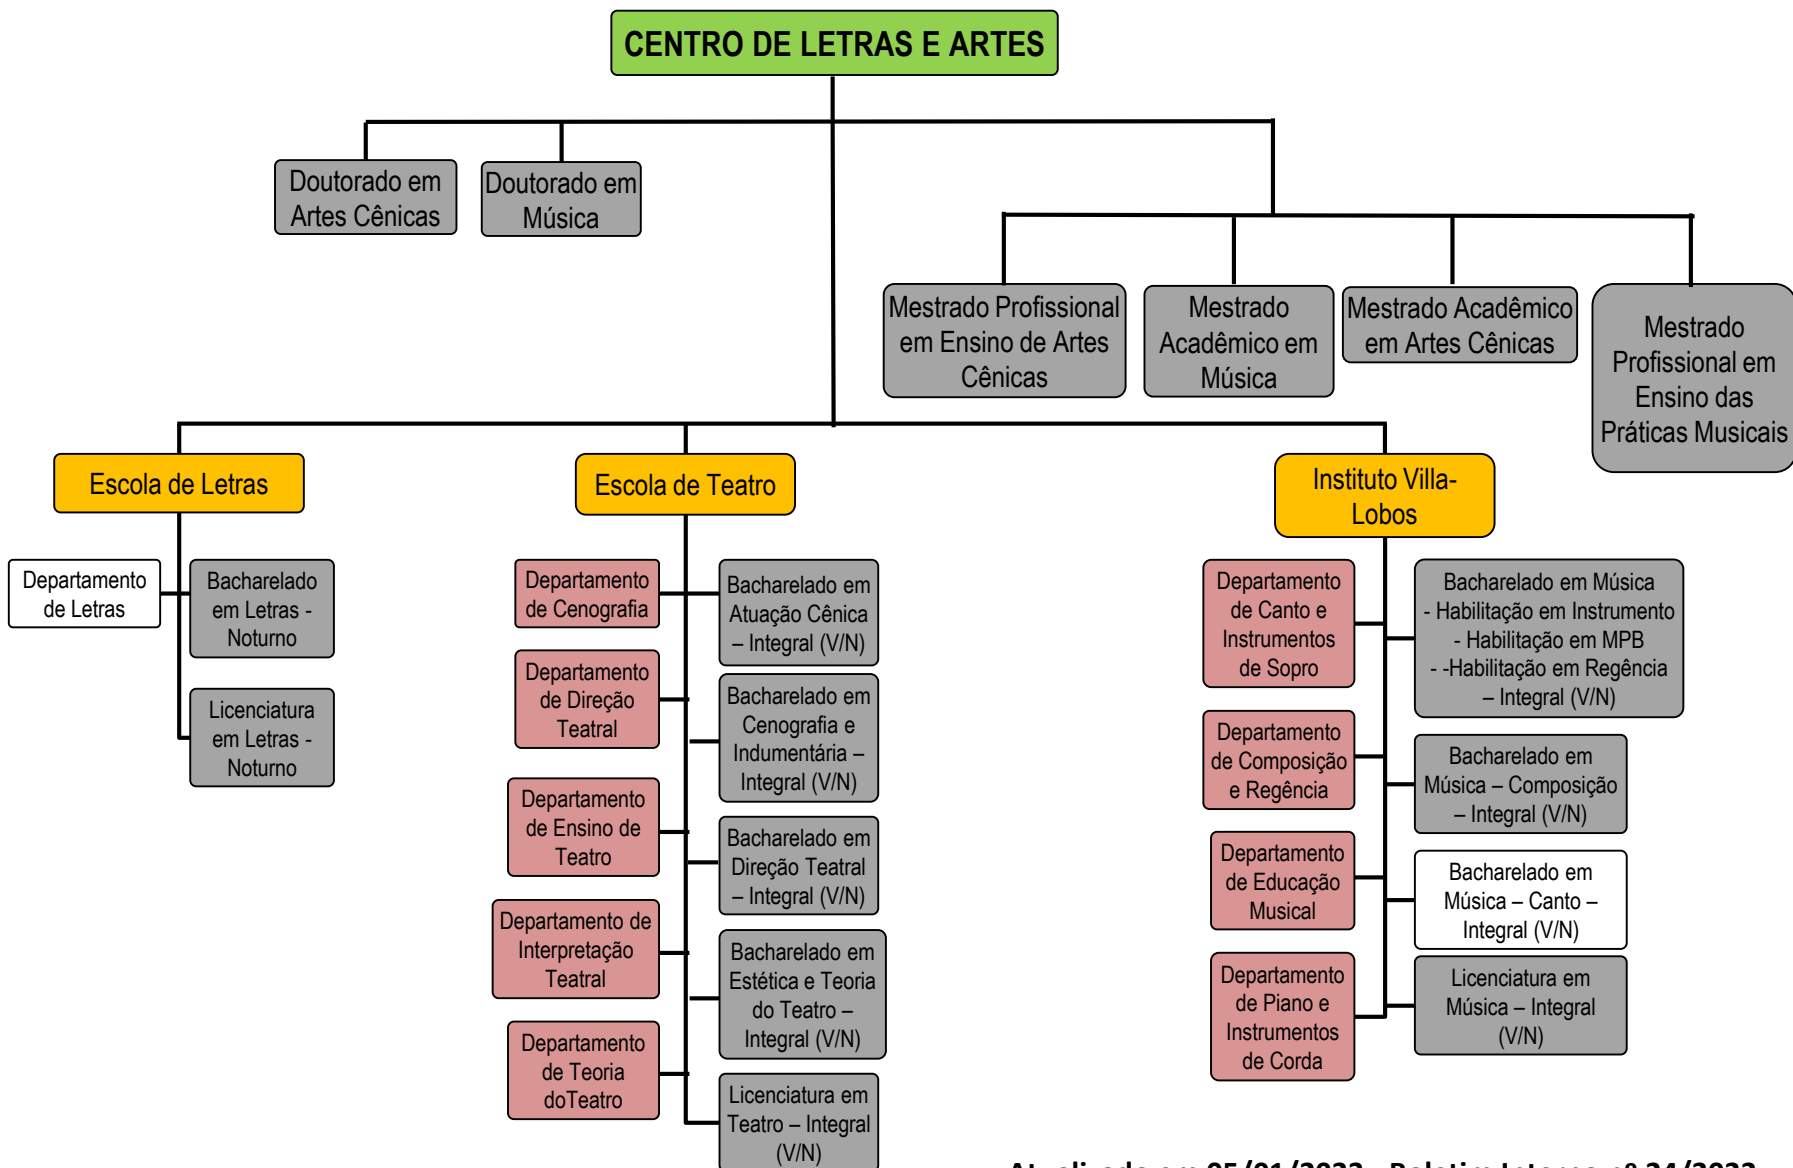 CENTRO DE LETRAS E ARTES
Doutorado em
Artes Cênicas
Doutorado em
Música
Mestrado Profissional
em Ensino de Artes
Cênicas
Mestrado
Acadêmico em
Música
Mestrado Acadêmico
em Artes Cênicas
Mestrado
Profissional em
Ensino das
Práticas Musicais
Escola de Letras
Departamento
de Letras
Bacharelado
em Letras -
Noturno
Licenciatura
em Letras -
Noturno
Escola de Teatro
Departamento
de Cenografia
Departamento
de Direção
Teatral
Departamento
de Ensino de
Teatro
Departamento de
Interpretação
Teatral
Departamento
de Teoria
doTeatro
Bacharelado em
Atuação Cênica
– Integral (V/N)
Bacharelado em
Cenografia e
Indumentária –
Integral (V/N)
Bacharelado em
Direção Teatral
– Integral (V/N)
Bacharelado em
Estética e Teoria
do Teatro –
Integral (V/N)
Licenciatura em
Teatro – Integral
(V/N)
Instituto Villa-
Lobos
Departamento
de Canto e
Instrumentos
de Sopro
Departamento
de Composição
e Regência
Departamento
de Educação
Musical
Departamento
de Piano e
Instrumentos
de Corda
Bacharelado em Música
- Habilitação em Instrumento
- Habilitação em MPB
- -Habilitação em Regência
– Integral (V/N)
Bacharelado em
Música – Composição
– Integral (V/N)
Bacharelado em
Música – Canto –
Integral (V/N)
Licenciatura em
Música – Integral
(V/N)